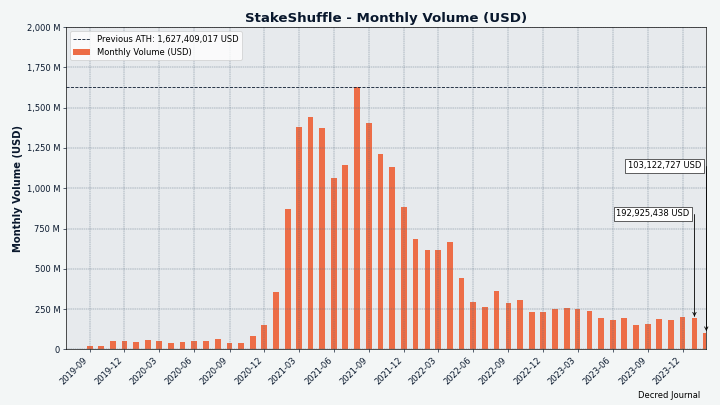 StakeShuffle - Monthly Volume (USD)
2,000 M
1,750 M
1,500 M
1,250 M
1,000 M
750 M
500 M
250 M
0
Monthly Volume (USD)
Previous ATH: 1,627,409,017 USD
Monthly Volume (USD)
103,122,727 USD
192,925,438 USD
2019-09
2019-12
2020-03
2020-06
2020-09
2020-12
2021-03
2021-06
2021-09
2021-12
2022-03
2022-06
2022-09
2022-12
2023-03
2023-06
2023-09
2023-12
Decred Journal